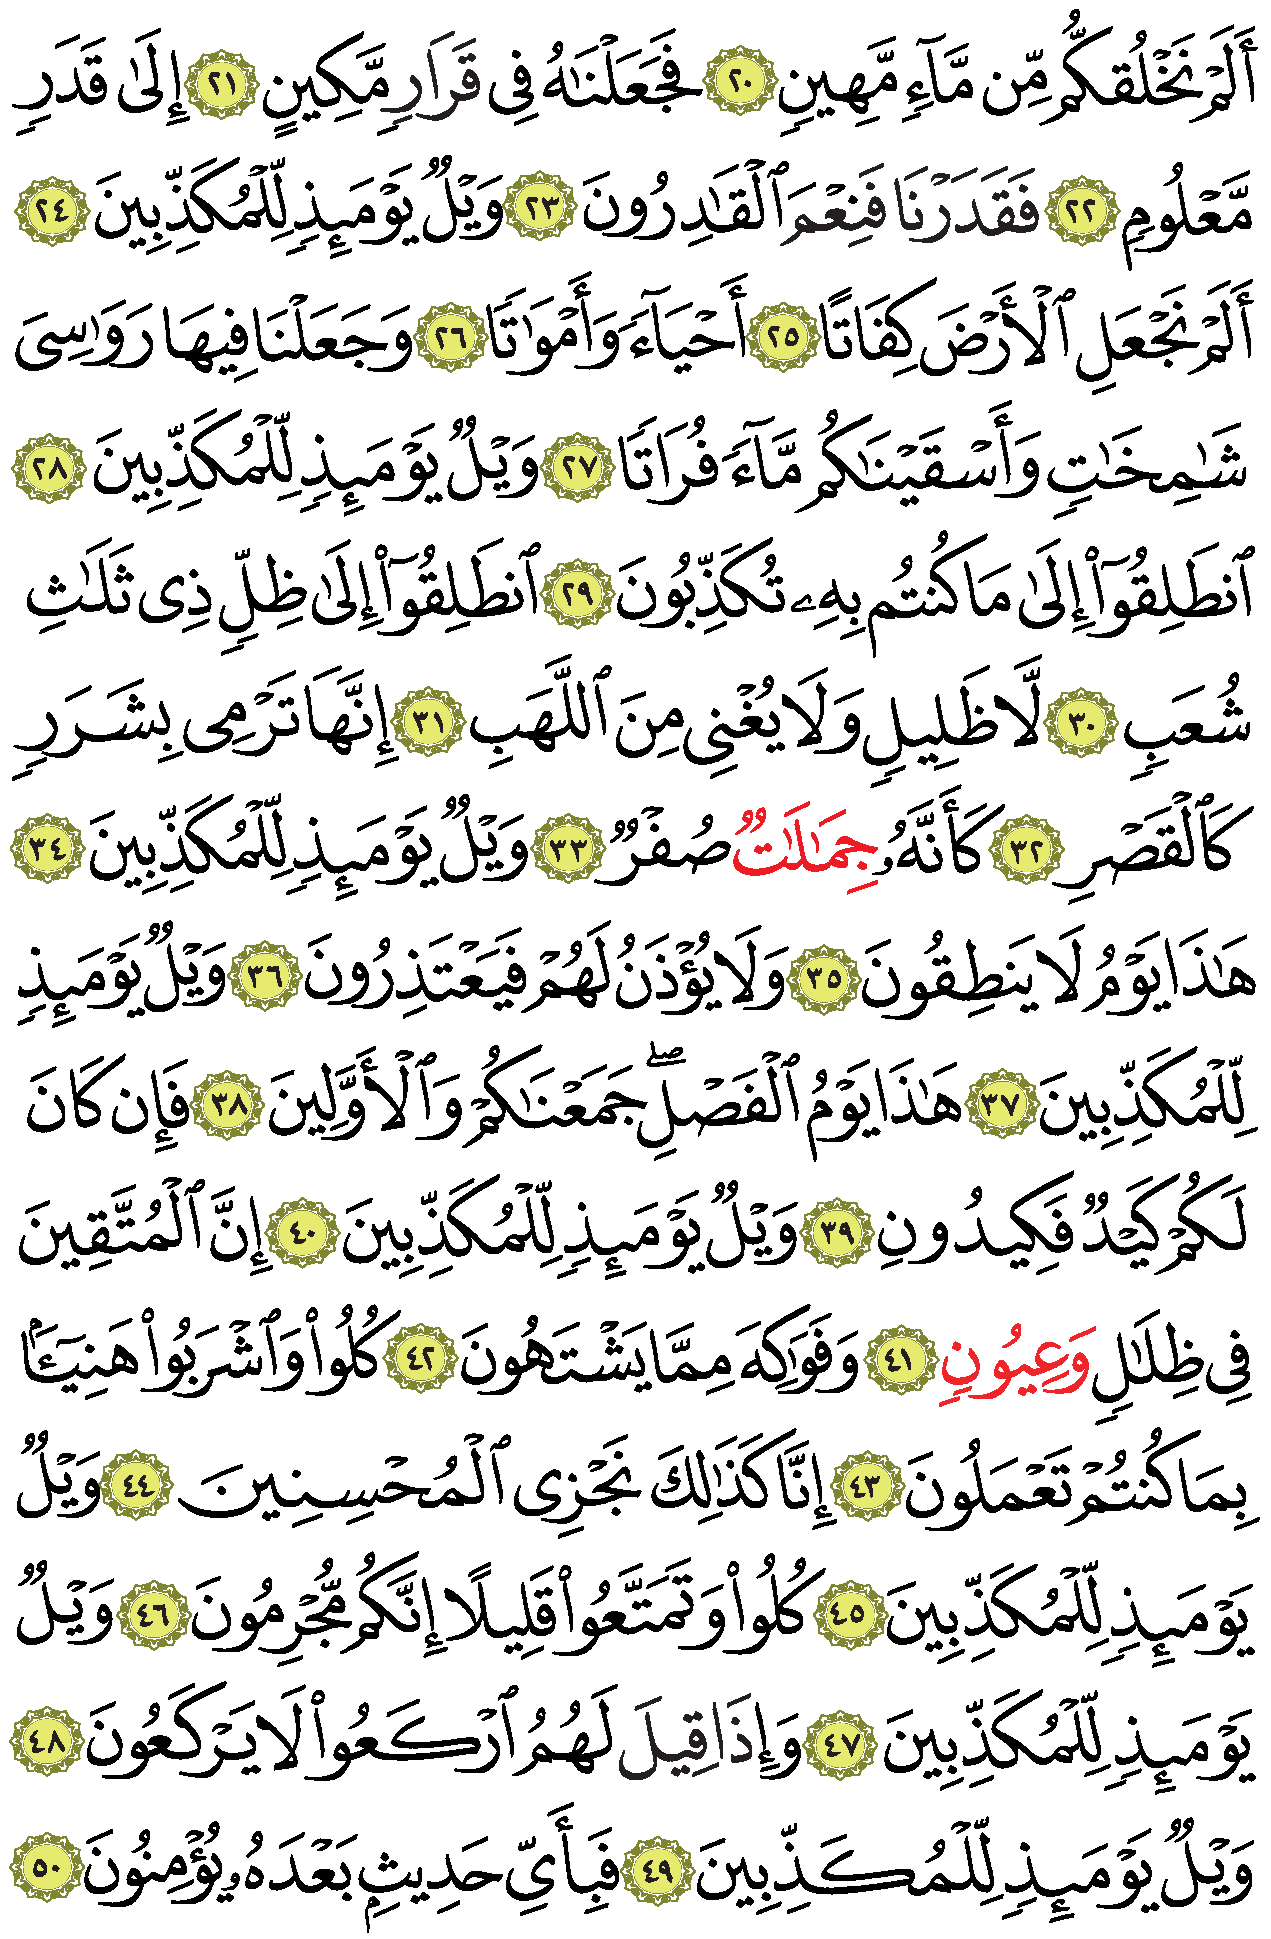 أَلَمْ نَخْلُقكُّم مِّن مَّآءٖ مَّهِينٖ ٢٠ فَجَعَلْنَٰهُ فِى قَرَارٖ مَّكِينٍ ٢١ إِلَىٰ قَدَرٖ
مَّعْلُومٖ ٢٢ فَقَدَرْنَا فَنِعْمَ ٱلْقَٰدِرُونَ ٢٣ وَيْلٞ يَوْمَئِذٖ لِّلْمُكَذِّبِينَ ٢٤
أَلَمْ نَجْعَلِ ٱلْأَرْضَ كِفَاتًا ٢٥ أَحْيَآءٗ وَأَمْوَٰتٗا ٢٦ وَجَعَلْنَا فِيهَا رَوَٰسِىَ
شَٰمِخَٰتٖ وَأَسْقَيْنَٰكُم مَّآءٗ فُرَاتٗا ٢٧ وَيْلٞ يَوْمَئِذٖ لِّلْمُكَذِّبِينَ ٢٨
ٱنطَلِقُوٓاْ إِلَىٰ مَا كُنتُم بِهِۦ تُكَذِّبُونَ ٢٩ ٱنطَلِقُوٓاْ إِلَىٰ ظِلّٖ ذِى ثَلَٰثِ
شُعَبٖ ٣٠ لَّا ظَلِيلٖ وَلَا يُغْنِى مِنَ ٱللَّهَبِ ٣١ إِنَّهَا تَرْمِى بِشَرَرٖ
كَٱلْقَصْرِ ٣٢ كَأَنَّهُۥ جِمَٰلَٰتٞ صُفْرٞ ٣٣ وَيْلٞ يَوْمَئِذٖ لِّلْمُكَذِّبِينَ ٣٤
هَٰذَا يَوْمُ لَا يَنطِقُونَ ٣٥ وَلَا يُؤْذَنُ لَهُمْ فَيَعْتَذِرُونَ ٣٦ وَيْلٞ يَوْمَئِذٖ
لِّلْمُكَذِّبِينَ ٣٧ هَٰذَا يَوْمُ ٱلْفَصْلِۖ جَمَعْنَٰكُمْ وَٱلْأَوَّلِينَ ٣٨ فَإِن كَانَ
لَكُمْ كَيْدٞ فَكِيدُونِ ٣٩ وَيْلٞ يَوْمَئِذٖ لِّلْمُكَذِّبِينَ ٤٠ إِنَّ ٱلْمُتَّقِينَ
فِى ظِلَٰلٖ وَعِيُونٖ ٤١ وَفَوَٰكِهَ مِمَّا يَشْتَهُونَ ٤٢ كُلُواْ وَٱشْرَبُواْ هَنِيٓـَٔۢا
بِمَا كُنتُمْ تَعْمَلُونَ ٤٣ إِنَّا كَذَٰلِكَ نَجْزِى ٱلْمُحْسِنِينَ ٤٤ وَيْلٞ
يَوْمَئِذٖ لِّلْمُكَذِّبِينَ ٤٥ كُلُواْ وَتَمَتَّعُواْ قَلِيلًا إِنَّكُم مُّجْرِمُونَ ٤٦ وَيْلٞ
يَوْمَئِذٖ لِّلْمُكَذِّبِينَ ٤٧ وَإِذَا قِيلَ لَهُمُ ٱرْكَعُواْ لَا يَرْكَعُونَ ٤٨
وَيْلٞ يَوْمَئِذٖ لِّلْمُكَذِّبِينَ ٤٩ فَبِأَىِّ حَدِيثِۭ بَعْدَهُۥ يُؤْمِنُونَ ٥٠